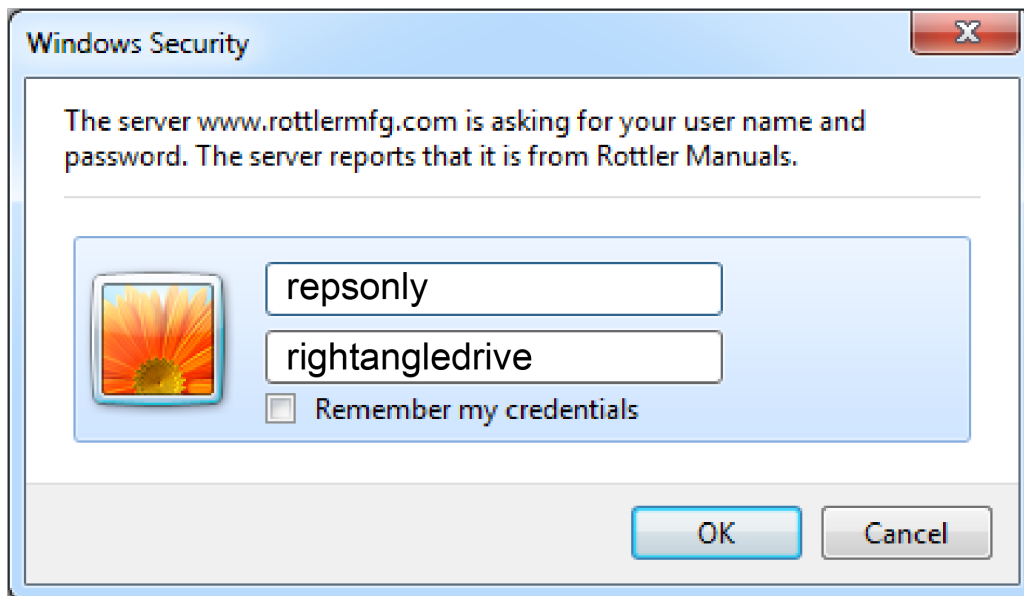 Windows Security
The server www.rottlermfg.com is asking for your user name and
password. The server reports that it is from Rottler Manuals.
repsonly
rightangledrive
Remember my credentials
OK
Cancel